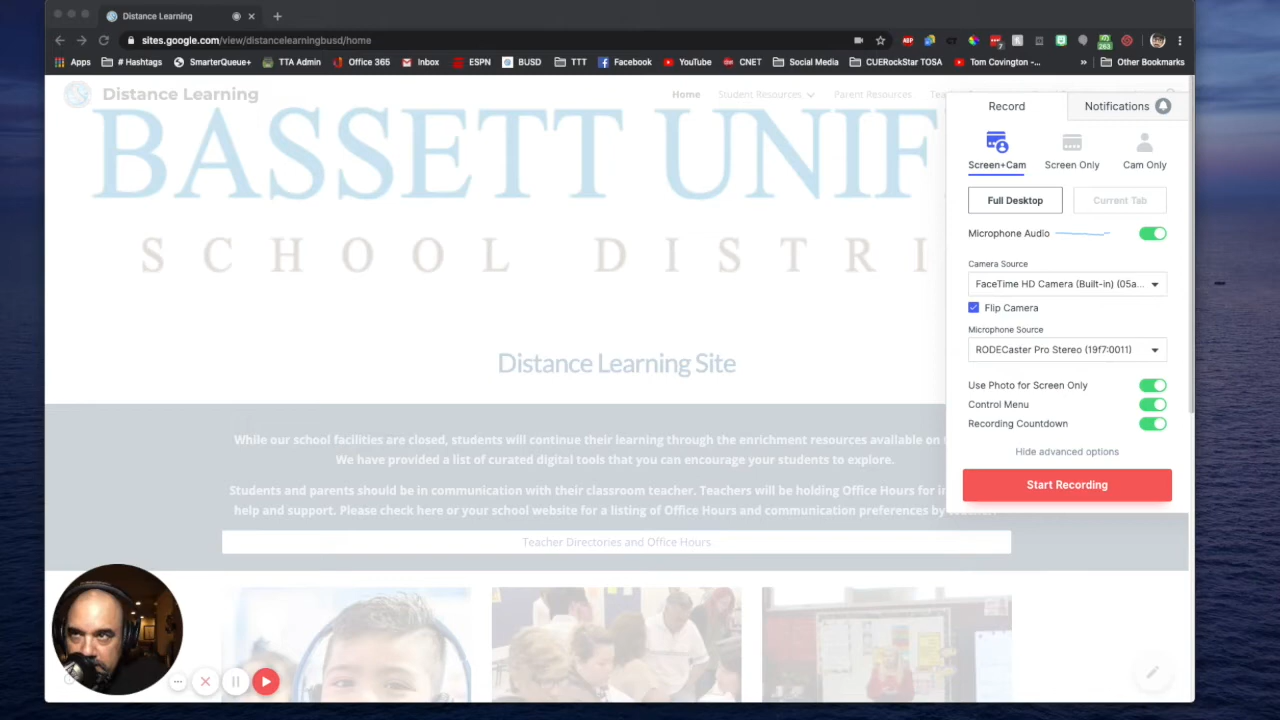 Distance Learning
sites.google.com/view/distancelearningbusd/home
ABP
7
263
Apps # Hashtags SmarterQueue+ TTA Admin Office 365 Inbox ESPN BUSD TTT Facebook YouTube CNET Social Media CUERockStar TOSA Tom Covington -... » Other Bookmarks
Distance Learning
Home Student Resources Parent Resources
BASSETT UNIF
SCHOOL DISTRI
Distance Learning Site
While our school facilities are closed, students will continue their learning through the enrichment resources available on
We have provided a list of curated digital tools that you can encourage your students to explore.
Students and parents should be in communication with their classroom teacher. Teachers will be holding Office Hours for
help and support. Please check here or your school website for a listing of Office Hours and communication preferences by
Teacher Directories and Office Hours
Record Notifications
Screen+Cam Screen Only Cam Only
Full Desktop Current Tab
Microphone Audio
Camera Source
FaceTime HD Camera (Built-in) (05a...
Flip Camera
Microphone Source
RODECaster Pro Stereo (19f7:0011)
Use Photo for Screen Only
Control Menu
Recording Countdown
Hide advanced options
Start Recording